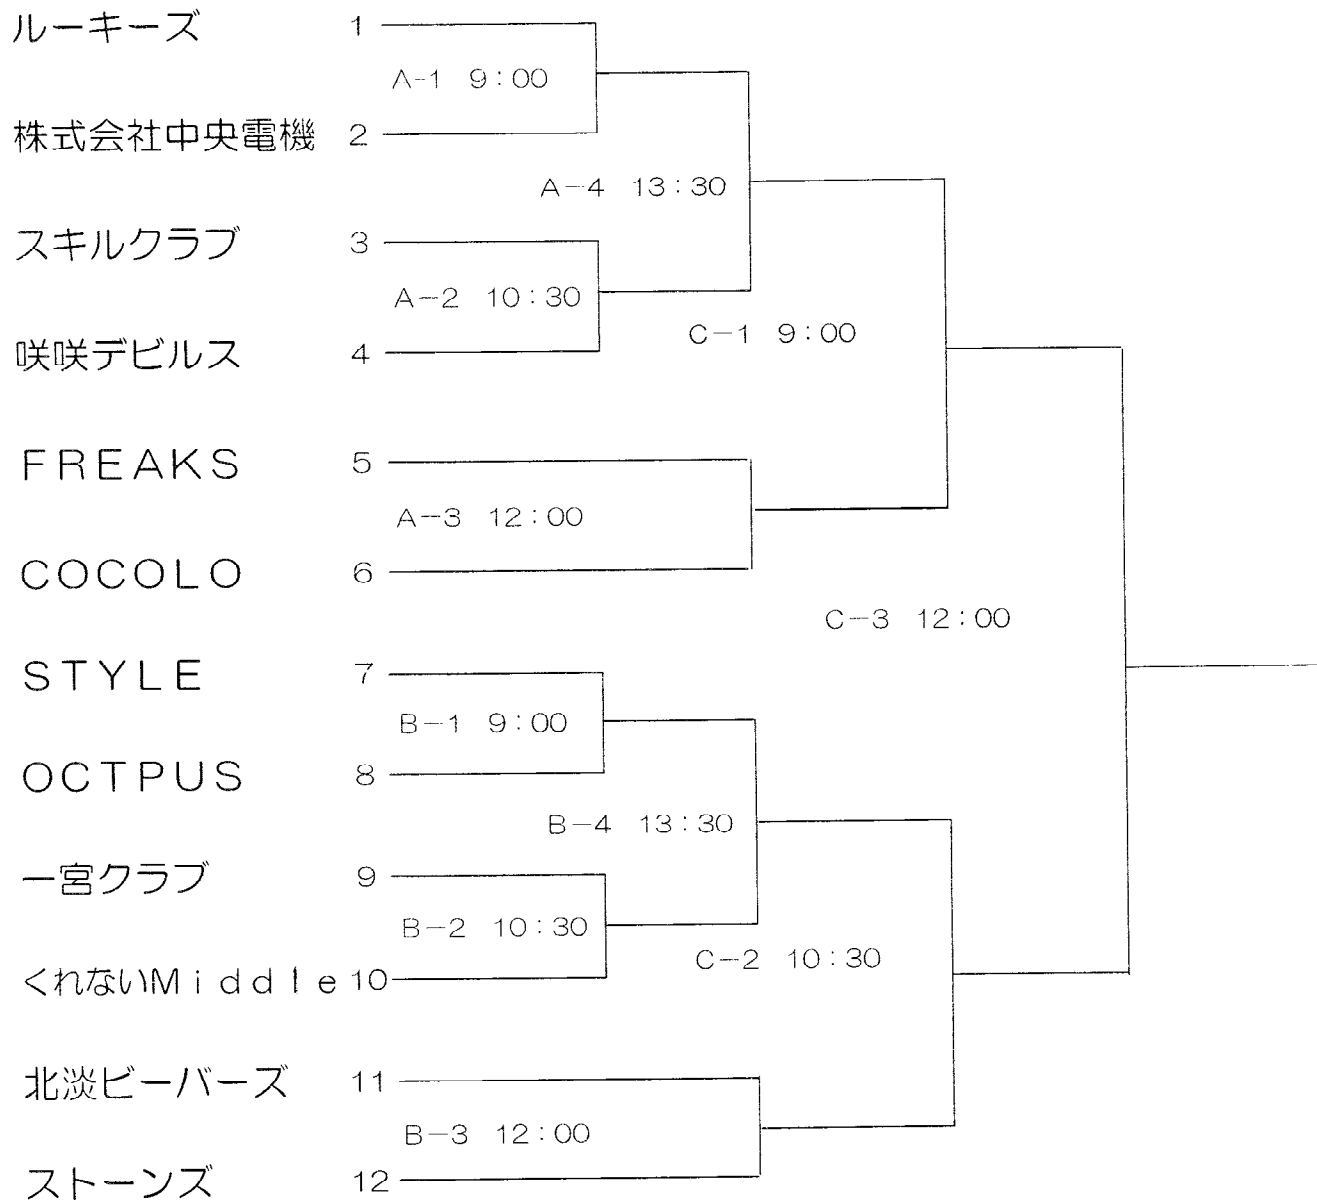 ルーキーズ 1
A-1 9:00
株式会社中央電機 2
A-4 13:30
スキルクラブ 3
A-2 10:30
C-1 9:00
咲咲デビルス 4
FREAKS 5
A-3 12:00
COCOLO 6
C-3 12:00
STYLE 7
B-1 9:00
OCTPUS 8
B-4 13:30
一宮クラブ 9
B-2 10:30
C-2 10:30
くれないMiddle 10
北淡ビーバーズ 11
B-3 12:00
ストーンズ 12